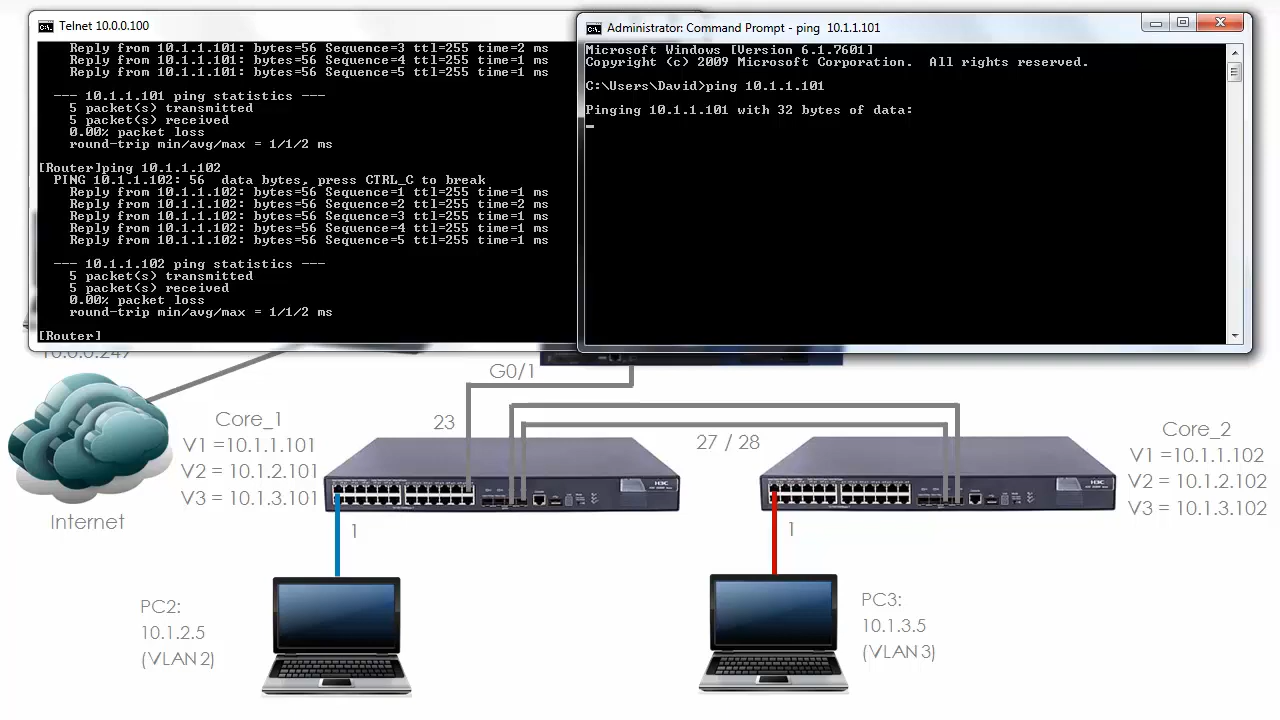 Telnet 10.0.0.100
Reply from 10.1.1.101: bytes=56 Sequence=3 ttl=255 time=2 ms
Reply from 10.1.1.101: bytes=56 Sequence=4 ttl=255 time=1 ms
Reply from 10.1.1.101: bytes=56 Sequence=5 ttl=255 time=1 ms
--- 10.1.1.101 ping statistics ---
5 packet(s) transmitted
5 packet(s) received
0.00% packet loss
round-trip min/avg/max = 1/1/2 ms
[Router]ping 10.1.1.102
PING 10.1.1.102: 56  data bytes, press CTRL_C to break
Reply from 10.1.1.102: bytes=56 Sequence=1 ttl=255 time=1 ms
Reply from 10.1.1.102: bytes=56 Sequence=2 ttl=255 time=2 ms
Reply from 10.1.1.102: bytes=56 Sequence=3 ttl=255 time=1 ms
Reply from 10.1.1.102: bytes=56 Sequence=4 ttl=255 time=1 ms
Reply from 10.1.1.102: bytes=56 Sequence=5 ttl=255 time=1 ms
--- 10.1.1.102 ping statistics ---
5 packet(s) transmitted
5 packet(s) received
0.00% packet loss
round-trip min/avg/max = 1/1/2 ms
[Router]
Administrator: Command Prompt - ping  10.1.1.101
Microsoft Windows [Version 6.1.7601]
Copyright (c) 2009 Microsoft Corporation.  All rights reserved.
C:\Users\David>ping 10.1.1.101
Pinging 10.1.1.101 with 32 bytes of data:
10.0.0.247
G0/1
Internet
Core_1
V1 =10.1.1.101
V2 = 10.1.2.101
V3 = 10.1.3.101
23
27 / 28
H3C
H3C
Core_2
V1 =10.1.1.102
V2 = 10.1.2.102
V3 = 10.1.3.102
1
1
PC2:
10.1.2.5
(VLAN 2)
PC3:
10.1.3.5
(VLAN 3)